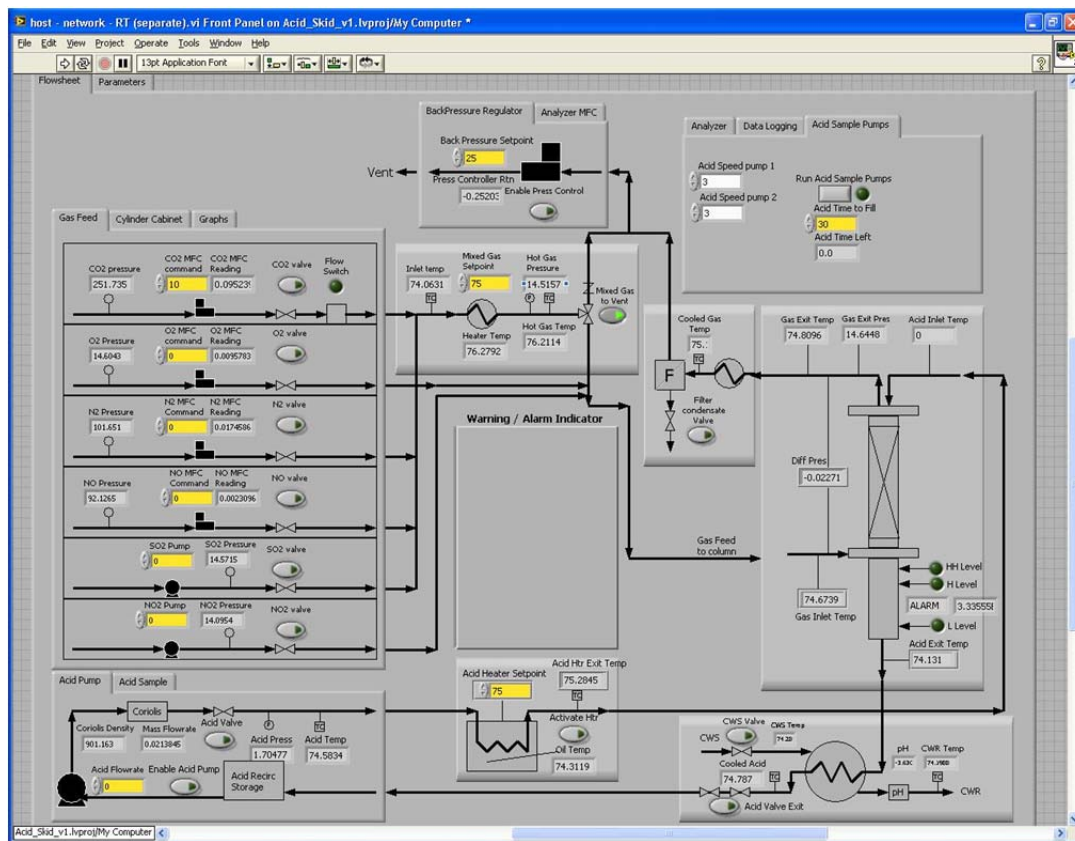 host - network - RT (separate).vi Front Panel on Acid_Skid_v1.lvproj/My Computer *
File Edit View Project Operate Tools Window Help
13pt Application Font
Flowsheet Parameters
BackPressure Regulator Analyzer MFC
Back Pressure Setpoint
25
Vent
Press Controller Rtn
-0.25203
Enable Press Control
Analyzer Data Logging Acid Sample Pumps
Acid Speed pump 1
3
Acid Speed pump 2
3
Run Acid Sample Pumps
Acid Time to Fill
30
Acid Time Left
0.0
Gas Feed Cylinder Cabinet Graphs
CO2 pressure
251.735
CO2 MFC command
10
CO2 MFC Reading
0.095239
CO2 valve
Flow Switch
O2 Pressure
14.6043
O2 MFC command
0
O2 MFC Reading
0.0095783
O2 valve
N2 Pressure
101.651
N2 MFC Command
0
N2 MFC Reading
0.0174586
N2 valve
NO Pressure
92.1265
NO MFC Command
0
NO MFC Reading
0.0023096
NO valve
SO2 Pump
0
SO2 Pressure
14.5715
SO2 valve
NO2 Pump
0
NO2 Pressure
14.0954
NO2 valve
Inlet temp
74.0631
TC
Mixed Gas Setpoint
75
Heater Temp
76.2792
Hot Gas Pressure
14.5157
P TC
Hot Gas Temp
76.2114
Mixed Gas to Vent
Cooled Gas Temp
75.
TC
F
Filter condensate Valve
Gas Exit Temp
74.8096
Gas Exit Pres
14.6448
Acid Inlet Temp
0
Diff Pres
-0.02271
Warning / Alarm Indicator
Gas Feed to column
74.6739
Gas Inlet Temp
HH Level
H Level
ALARM
L Level
Acid Exit Temp
74.131
Acid Pump Acid Sample
Coriolis
Coriolis Density
901.163
Mass Flowrate
0.0213845
Acid Valve
P
Acid Press
1.70477
TC
Acid Temp
74.5834
Acid Flowrate
0
Enable Acid Pump
Acid Recirc Storage
Acid Heater Setpoint
75
Acid Htr Exit Temp
75.2845
TC
Activate Htr
Oil Temp
74.3119
CWS Valve
CWS Temp
CWS
Cooled Acid
74.787
TC
Acid Valve Exit
pH
CWR Temp
TC
pH
CWR
Acid_Skid_v1.lvproj/My Computer